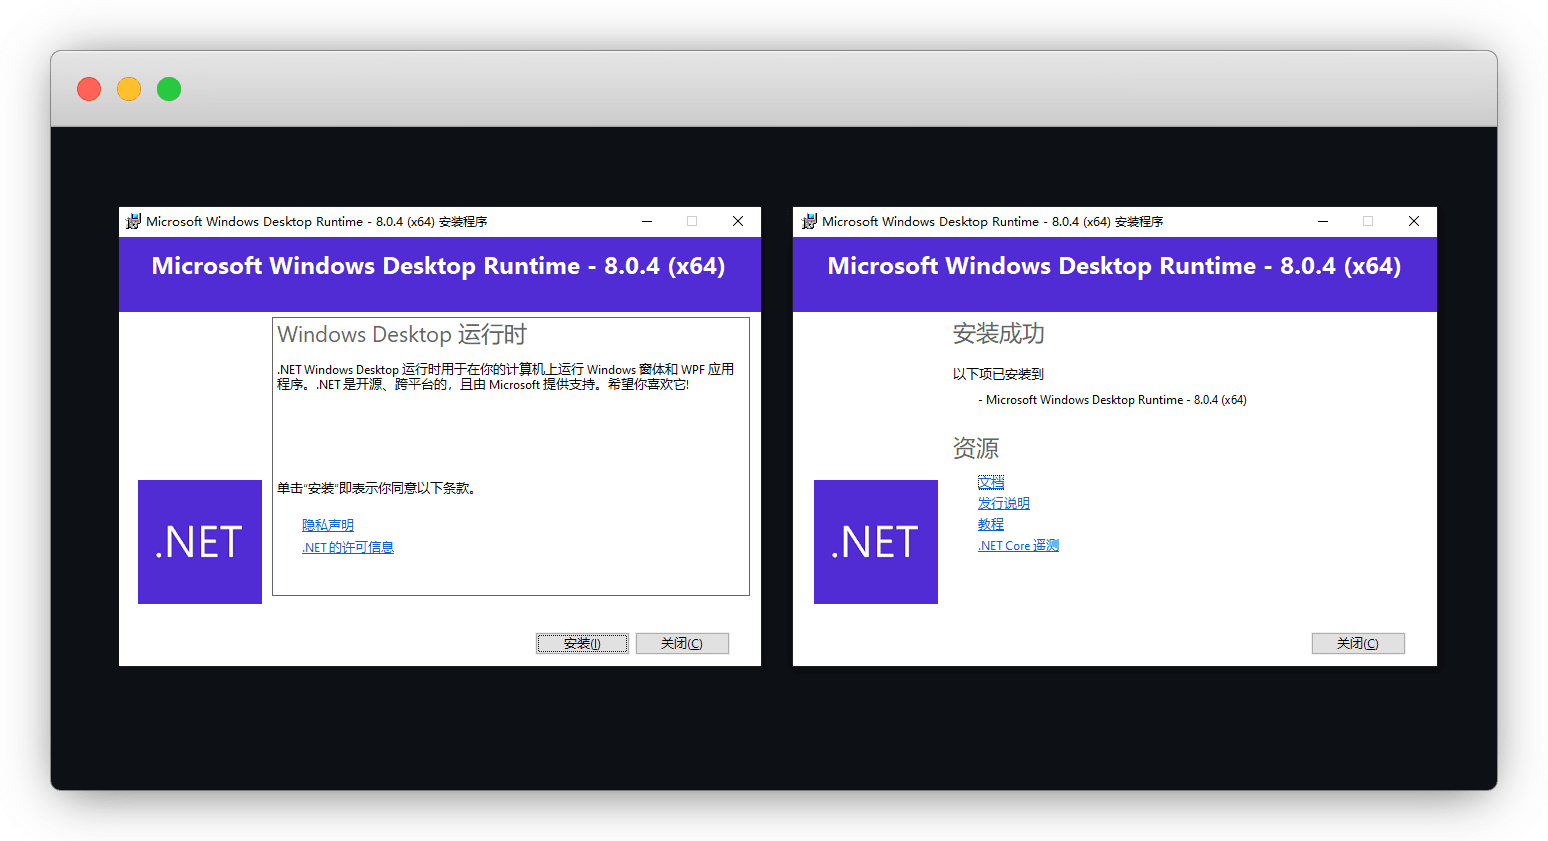 Microsoft Windows Desktop Runtime - 8.0.4 (x64) 安装程序
Microsoft Windows Desktop Runtime - 8.0.4 (x64)
Windows Desktop 运行时
.NET Windows Desktop 运行时用于在你的计算机上运行 Windows 窗体和 WPF 应用
程序。.NET 是开源、跨平台的，且由 Microsoft 提供支持。希望你喜欢它!
单击"安装"即表示你同意以下条款。
隐私声明
.NET 的许可信息
.NET
安装(I)
关闭(C)
Microsoft Windows Desktop Runtime - 8.0.4 (x64) 安装程序
Microsoft Windows Desktop Runtime - 8.0.4 (x64)
安装成功
以下项已安装到
- Microsoft Windows Desktop Runtime - 8.0.4 (x64)
资源
文档
发行说明
教程
.NET Core 遥测
.NET
关闭(C)